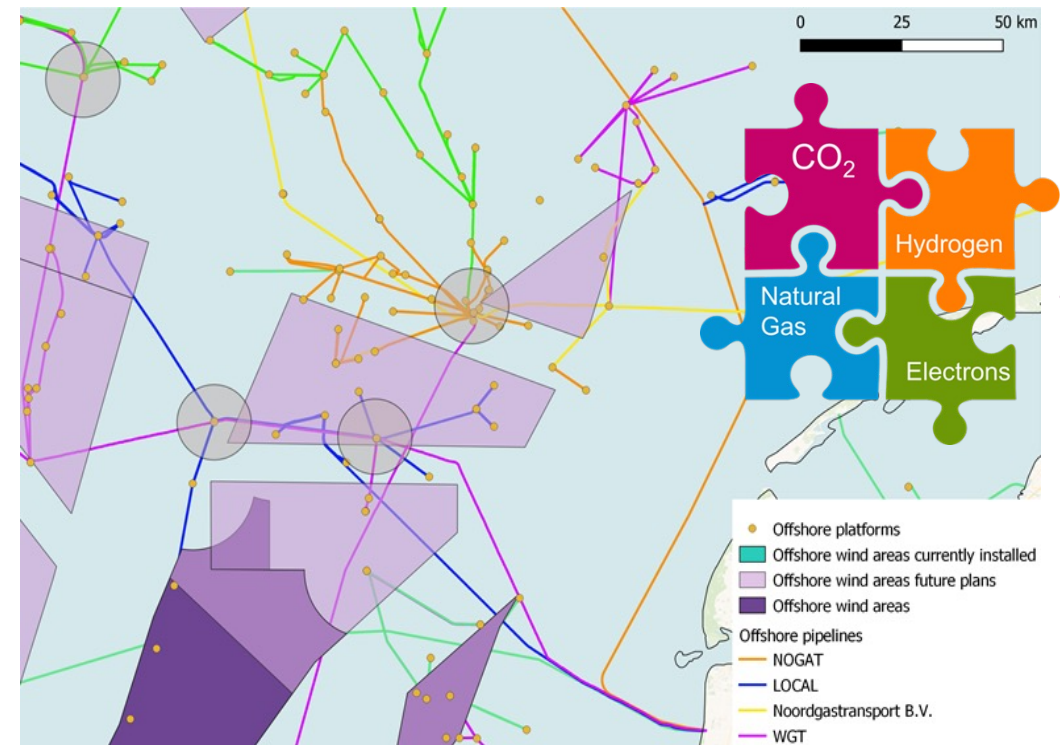 0 25 50 km
CO₂
Hydrogen
Natural
Gas
Electrons
Offshore platforms
Offshore wind areas currently installed
Offshore wind areas future plans
Offshore wind areas
Offshore pipelines
NOGAT
LOCAL
Noordgastransport B.V.
WGT